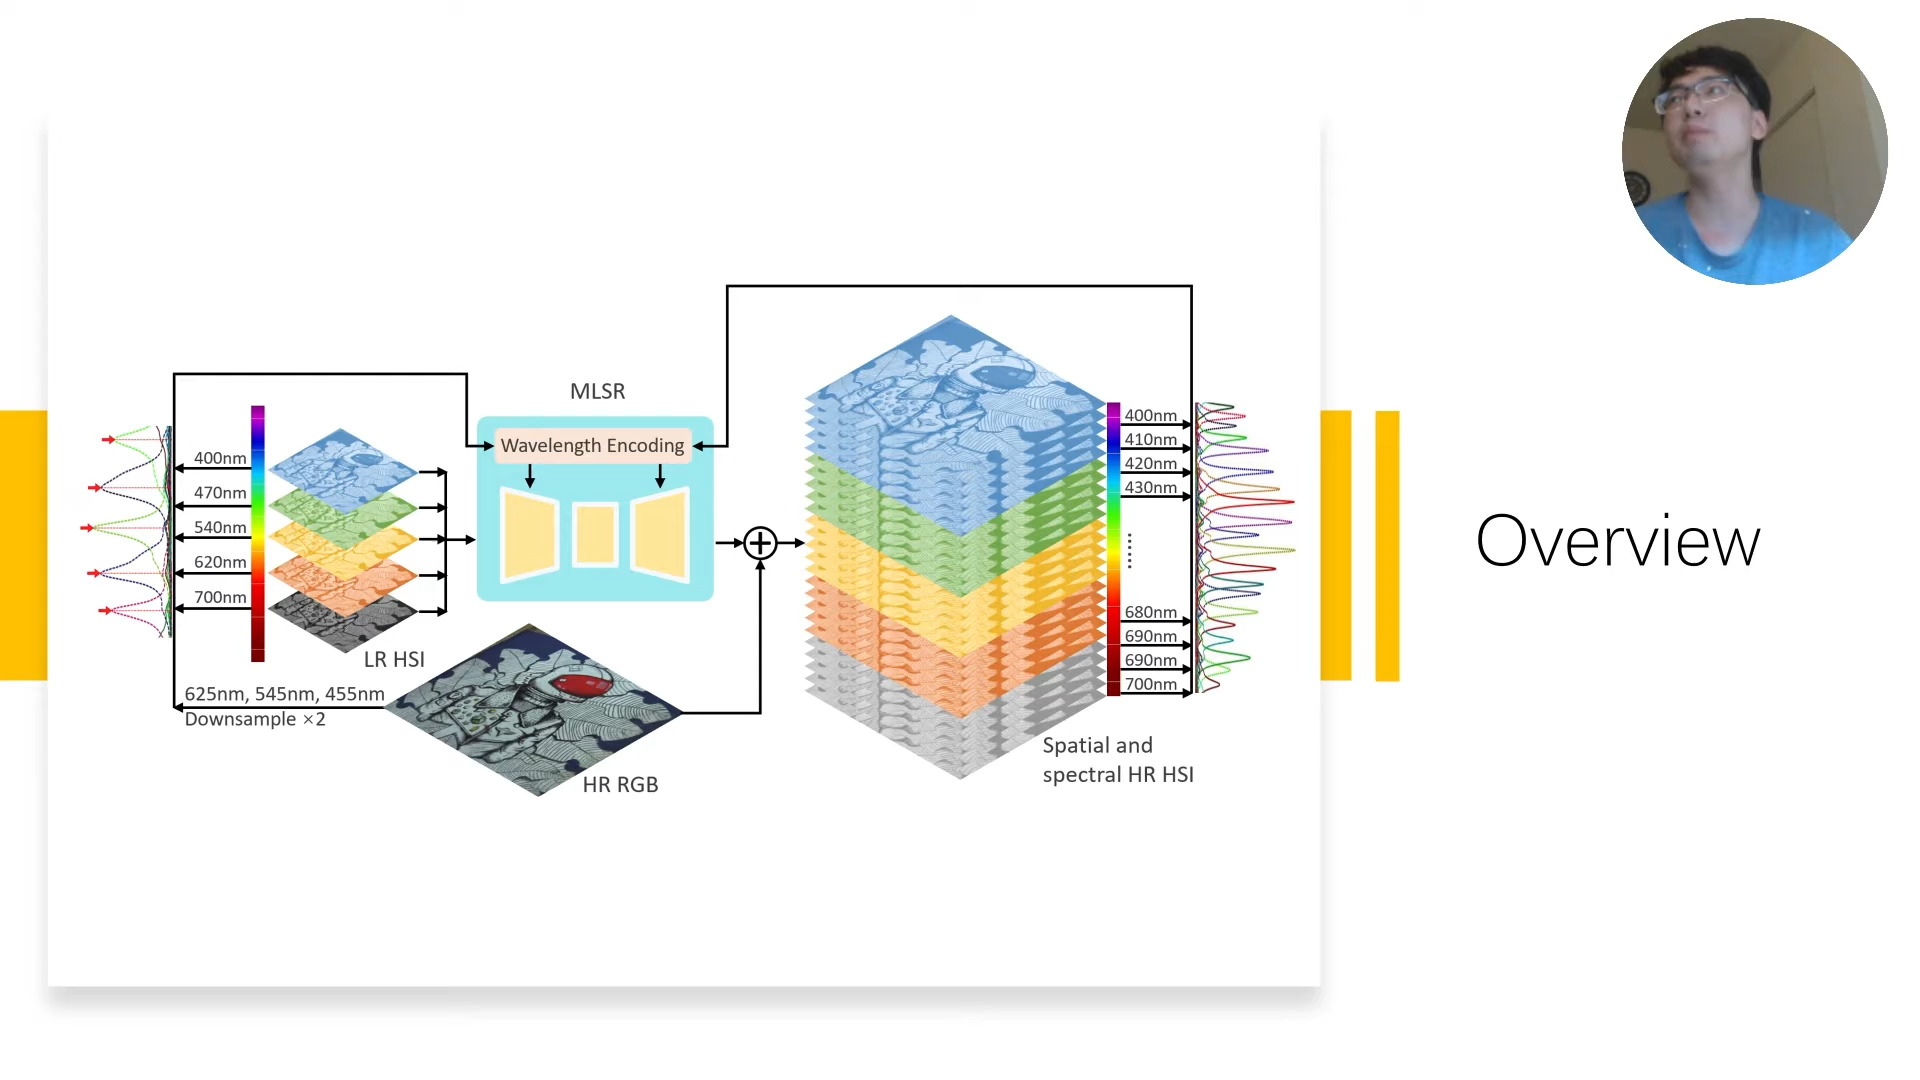 MLSR
Wavelength Encoding
400nm
470nm
540nm
620nm
700nm
LR HSI
625nm, 545nm, 455nm
Downsample ×2
HR RGB
400nm
410nm
420nm
430nm
680nm
690nm
690nm
700nm
Spatial and
spectral HR HSI
Overview